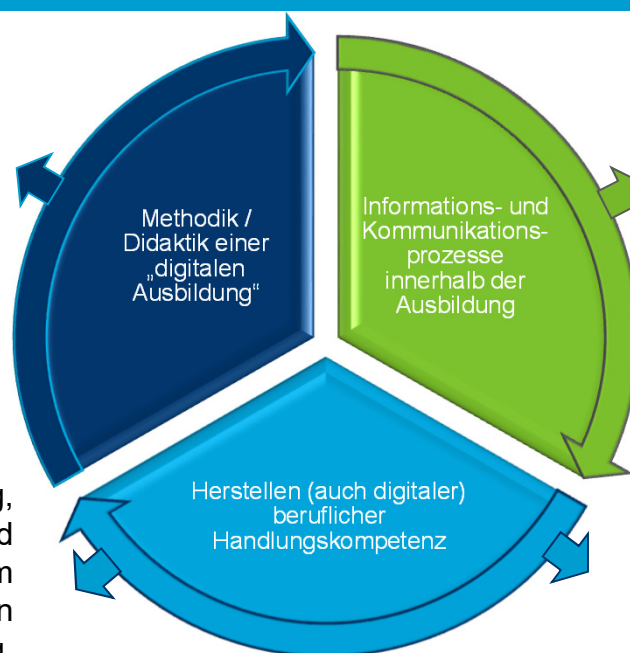 Methodik /
Didaktik einer
„digitalen
Ausbildung“
Informations- und
Kommunikations-
prozesse
innerhalb der
Ausbildung
Herstellen (auch digitaler)
beruflicher
Handlungskompetenz